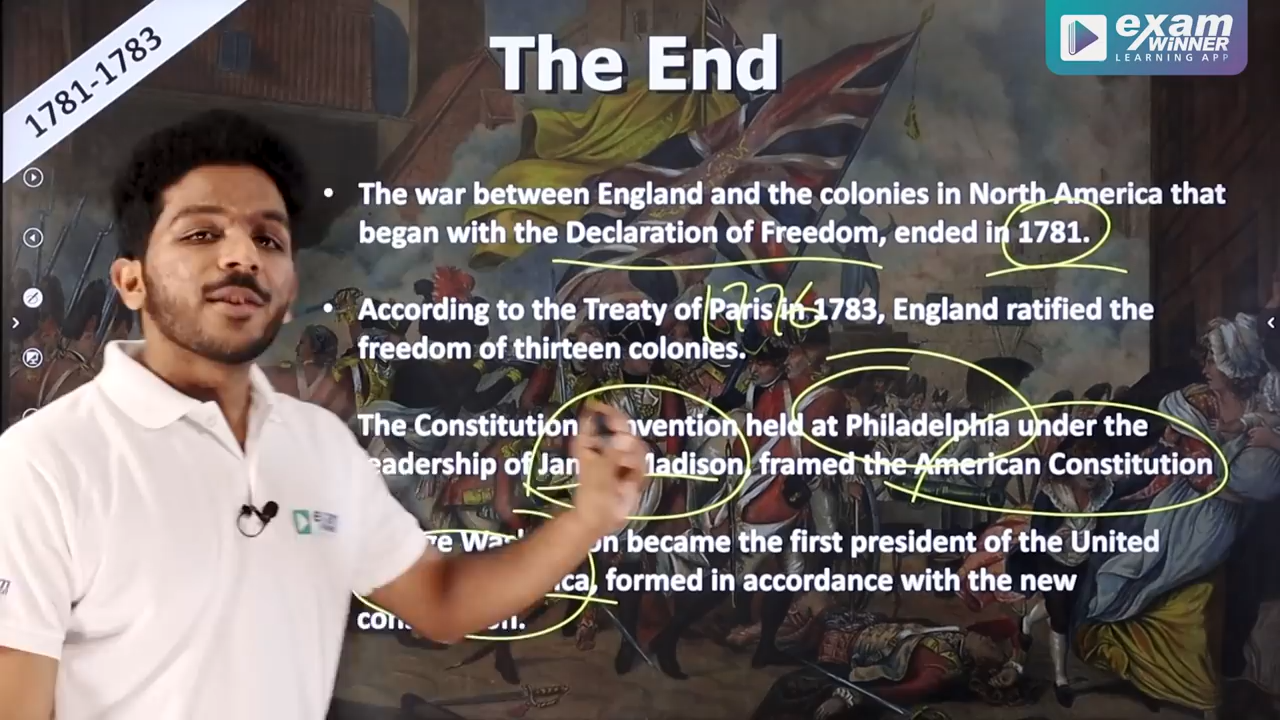 1781-1783
The End
exam
WINNER
LEARNING APP
• The war between England and the colonies in North America that
began with the Declaration of Freedom, ended in 1781.
1776
• According to the Treaty of Paris in 1783, England ratified the
freedom of thirteen colonies.
The Constitution held at Philadelphia under the
of Madison, framed the American Constitution
became the first president of the United
formed in accordance with the new
exam